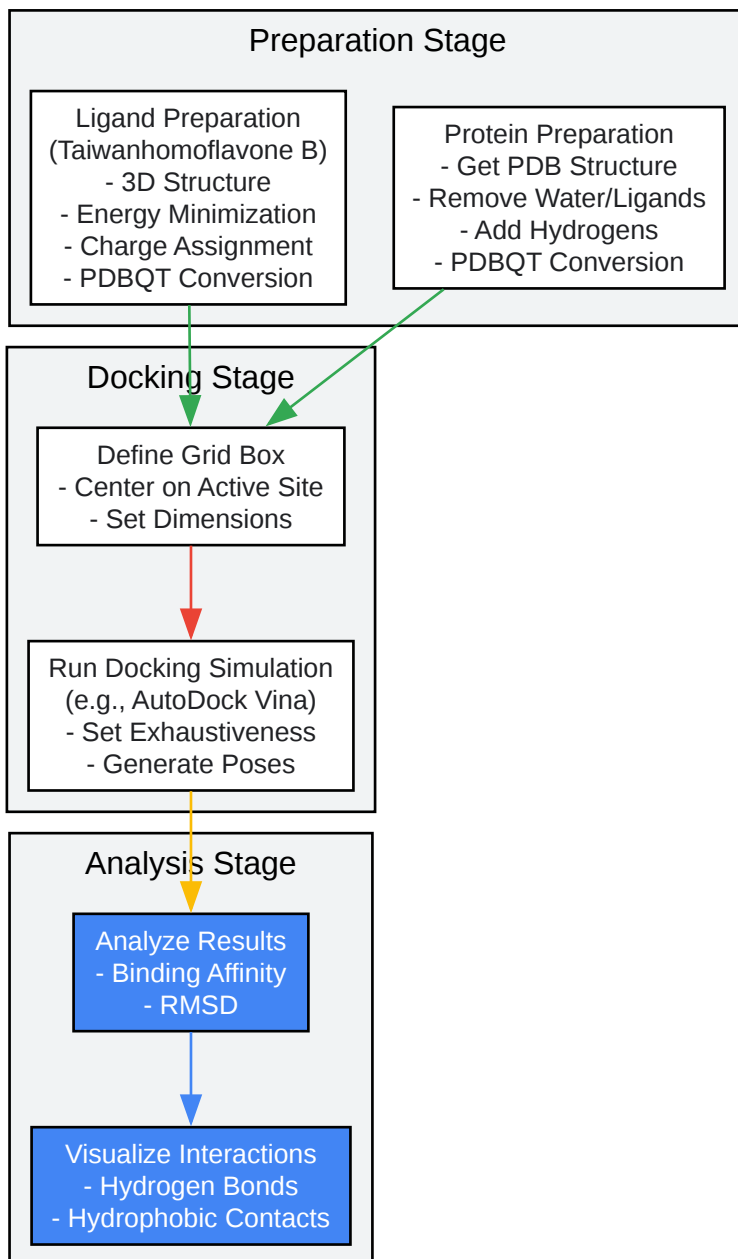 Preparation Stage
Ligand Preparation
(Taiwanhomoflavone B)
- 3D Structure
- Energy Minimization
- Charge Assignment
- PDBQT Conversion
Protein Preparation
- Get PDB Structure
- Remove Water/Ligands
- Add Hydrogens
- PDBQT Conversion
Docking Stage
Define Grid Box
- Center on Active Site
- Set Dimensions
Run Docking Simulation
(e.g., AutoDock Vina)
- Set Exhaustiveness
- Generate Poses
Analysis Stage
Analyze Results
- Binding Affinity
- RMSD
Visualize Interactions
- Hydrogen Bonds
- Hydrophobic Contacts